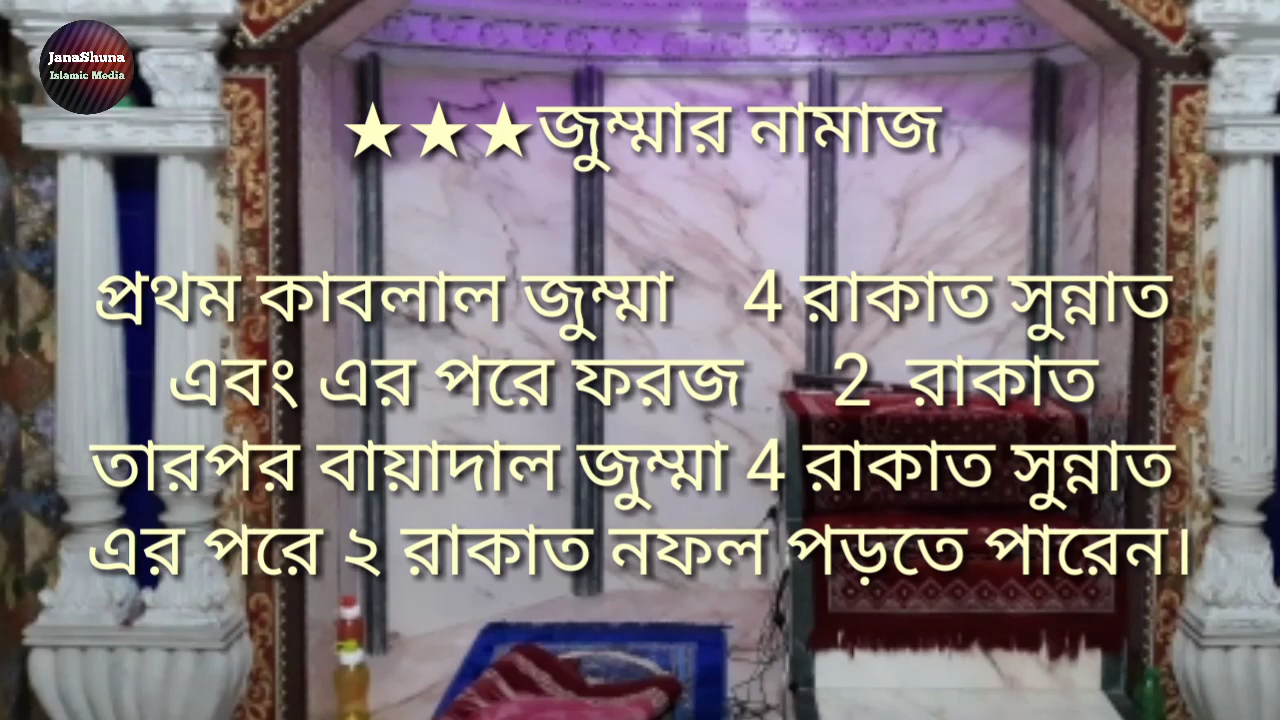 JanaShuna
Islamic Media
★★★জুম্মার নামাজ
প্রথম কাবলাল জুম্মা 4 রাকাত সুন্নাত
এবং এর পরে ফরজ 2 রাকাত
তারপর বায়াদাল জুম্মা 4 রাকাত সুন্নাত
এর পরে ২ রাকাত নফল পড়তে পারেন।